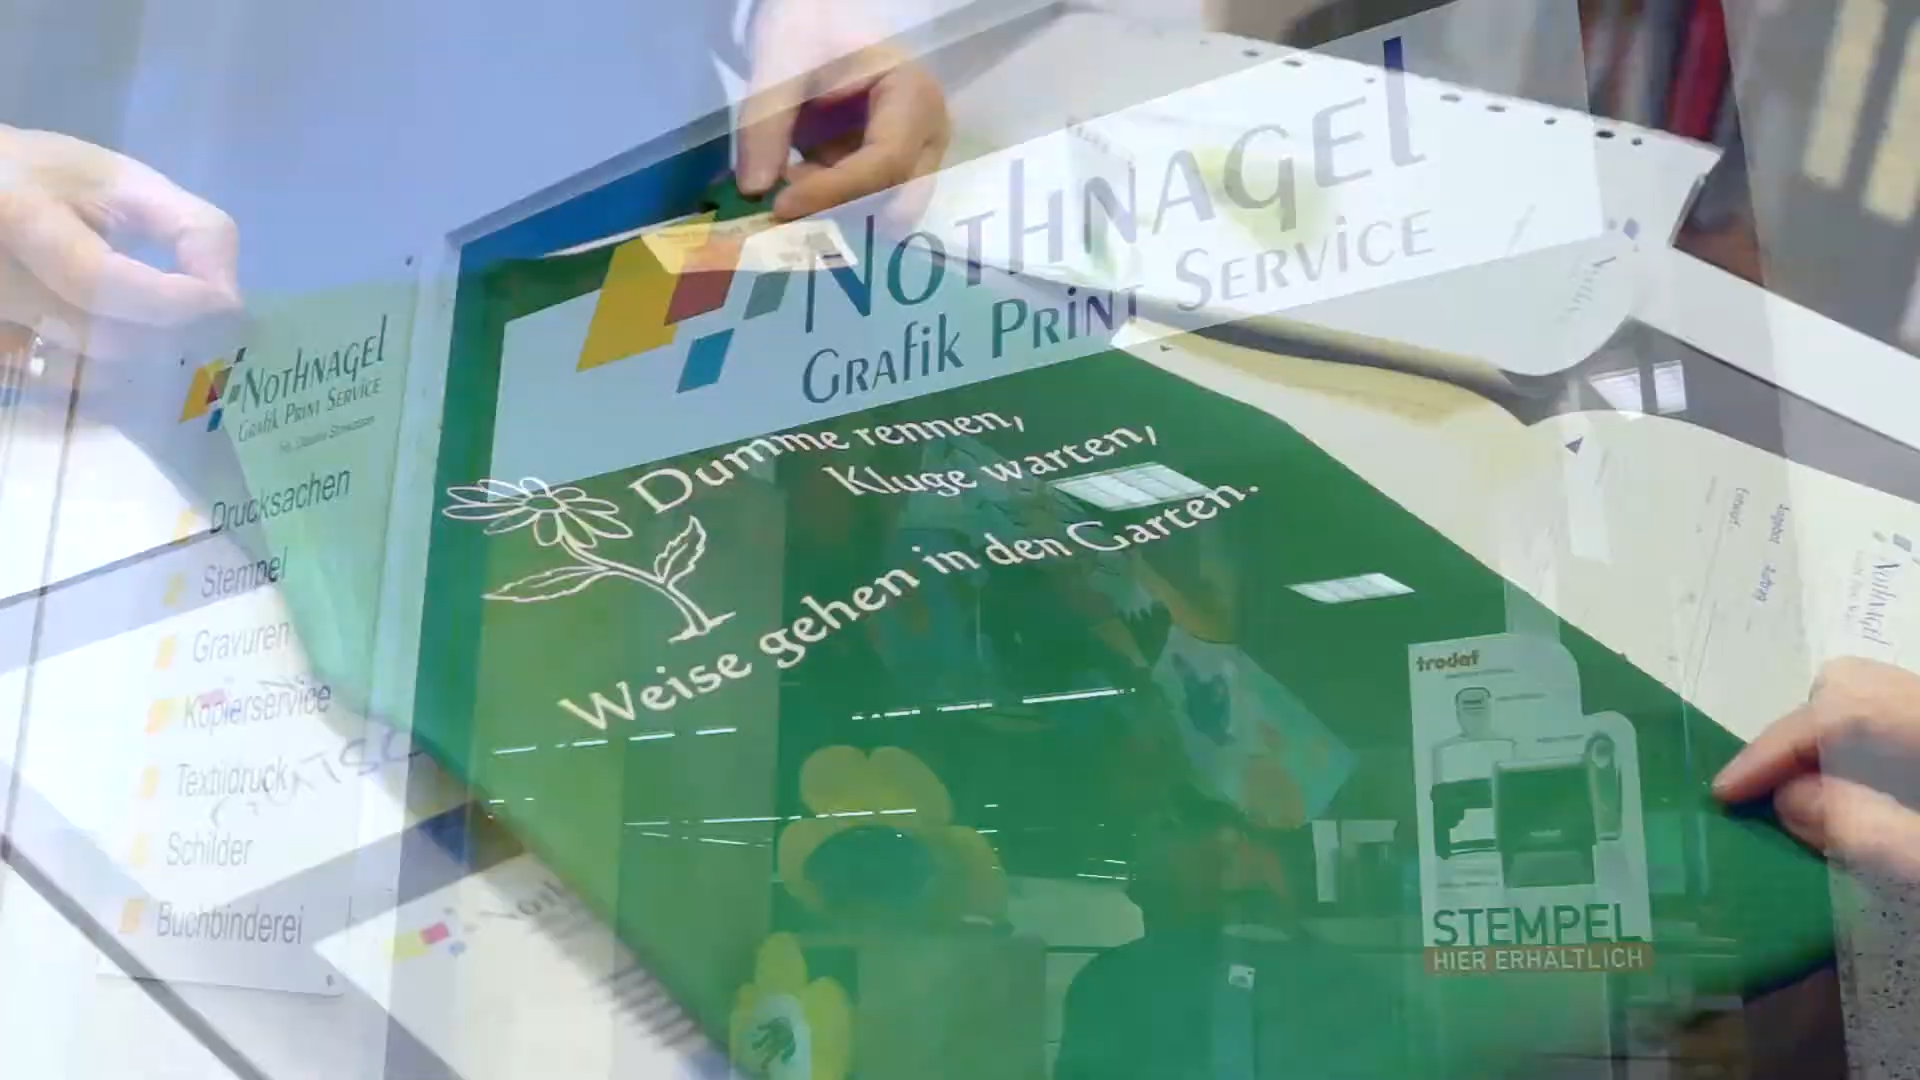 NOTHNAGEL
GRAFIK PRINT SERVICE
Dumme rennen,
Kluge warten,
Weise gehen in den Garten.
NOTHNAGEL
GRAFIK PRINT SERVICE
Drucksachen
Stempel
Gravuren
Kopierservice
Textildruck
Schilder
Buchbinderei
trodat
STEMPEL
HIER ERHÄLTLICH
NOTHNAGEL